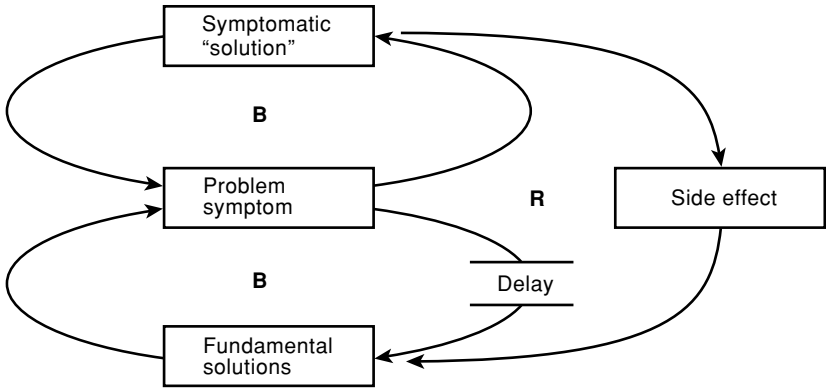 Symptomatic
“solution”
B
Problem
symptom
R
Side effect
B
Delay
Fundamental
solutions